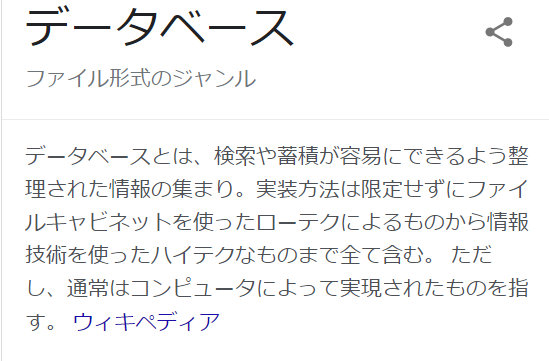 データベース
ファイル形式のジャンル
データベースとは、検索や蓄積が容易にできるよう整
理された情報の集まり。実装方法は限定せずにファイ
ルキャビネットを使ったローテクによるものから情報
技術を使ったハイテクなものまで全て含む。 ただ
し、通常はコンピュータによって実現されたものを指
す。 ウィキペディア